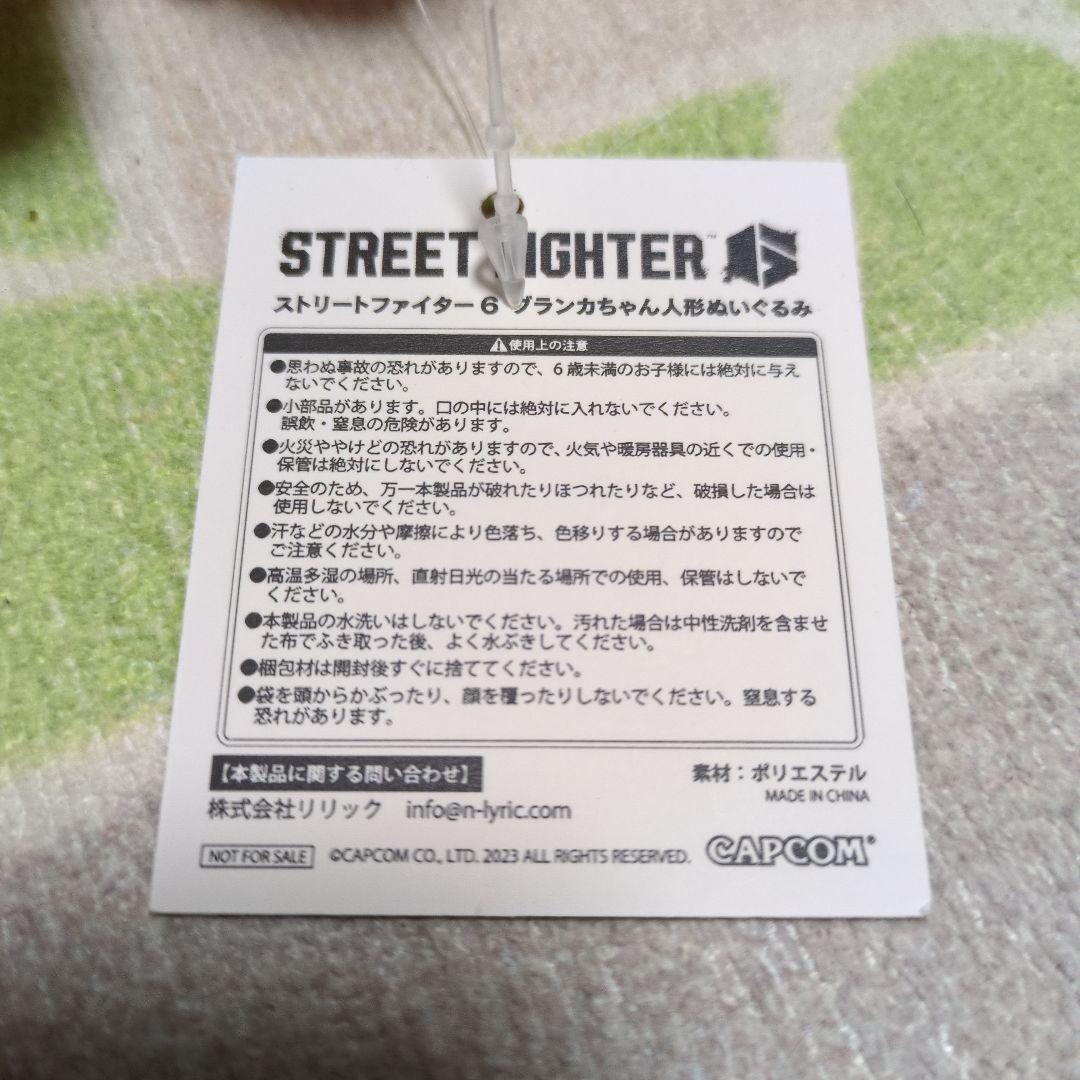 STREET FIGHTER™ 6
ストリートファイター6 ブランカちゃん人形ぬいぐるみ
⚠使用上の注意
●思わぬ事故の恐れがありますので、6歳未満のお子様には絶対に与え
ないでください。
●小部品があります。口の中には絶対に入れないでください。
誤飲・窒息の危険があります。
●火災ややけどの恐れがありますので、火気や暖房器具の近くでの使用・
保管は絶対にしないでください。
●安全のため、万一本製品が破れたりほつれたりなど、破損した場合は
使用しないでください。
●汗などの水分や摩擦により色落ち、色移りする場合がありますので
ご注意ください。
●高温多湿の場所、直射日光の当たる場所での使用、保管はしないで
ください。
●本製品の水洗いはしないでください。汚れた場合は中性洗剤を含ませ
た布でふき取った後、よく水ぶきしてください。
●梱包材は開封後すぐに捨ててください。
●袋を頭からかぶったり、顔を覆ったりしないでください。窒息する
恐れがあります。
【本製品に関する問い合わせ】
株式会社リリック info@n-lyric.com
素材：ポリエステル
MADE IN CHINA
NOT FOR SALE ©CAPCOM CO., LTD. 2023 ALL RIGHTS RESERVED. CAPCOM®